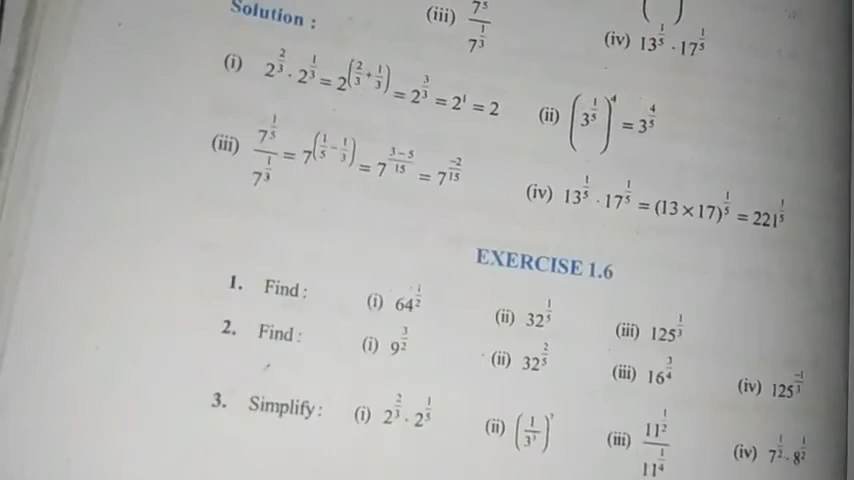 Solution :
(iii) 7^(1/5) / 7^(1/3)
(iv) 13^(1/5) · 17^(1/5)
(i) 2^(2/3) · 2^(1/3) = 2^(2/3 + 1/3) = 2^(3/3) = 2^1 = 2
(ii) (3^(1/5))^4 = 3^(4/5)
(iii) 7^(1/5) / 7^(1/3) = 7^(1/5 - 1/3) = 7^((3-5)/15) = 7^(-2/15)
(iv) 13^(1/5) · 17^(1/5) = (13 × 17)^(1/5) = 221^(1/5)
EXERCISE 1.6
1. Find : (i) 64^(1/2) (ii) 32^(1/5) (iii) 125^(1/3)
2. Find : (i) 9^(3/2) (ii) 32^(2/5) (iii) 16^(3/4) (iv) 125^(-1/3)
3. Simplify : (i) 2^(2/3) · 2^(1/5) (ii) (1/3^3)^7 (iii) 11^(1/2) / 11^(1/4) (iv) 7^(1/2) · 8^(1/2)